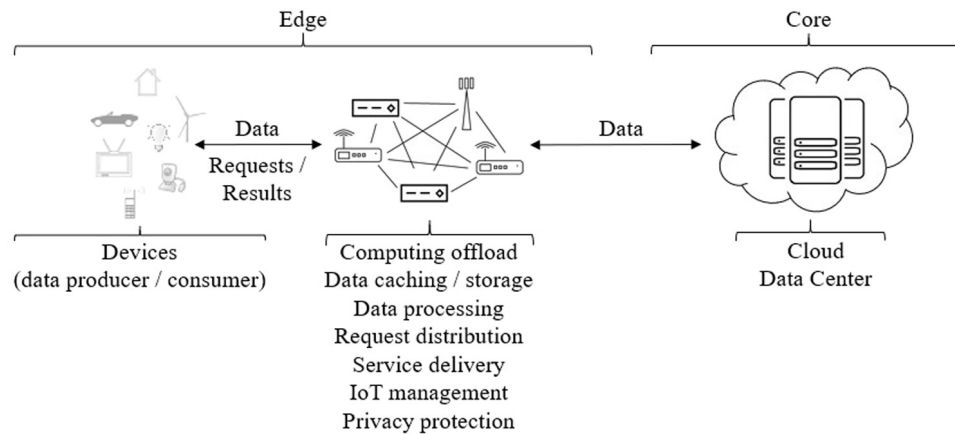 Edge
Core
Data
Requests /
Results
Data
Devices
(data producer / consumer)
Computing offload
Data caching / storage
Data processing
Request distribution
Service delivery
IoT management
Privacy protection
Cloud
Data Center